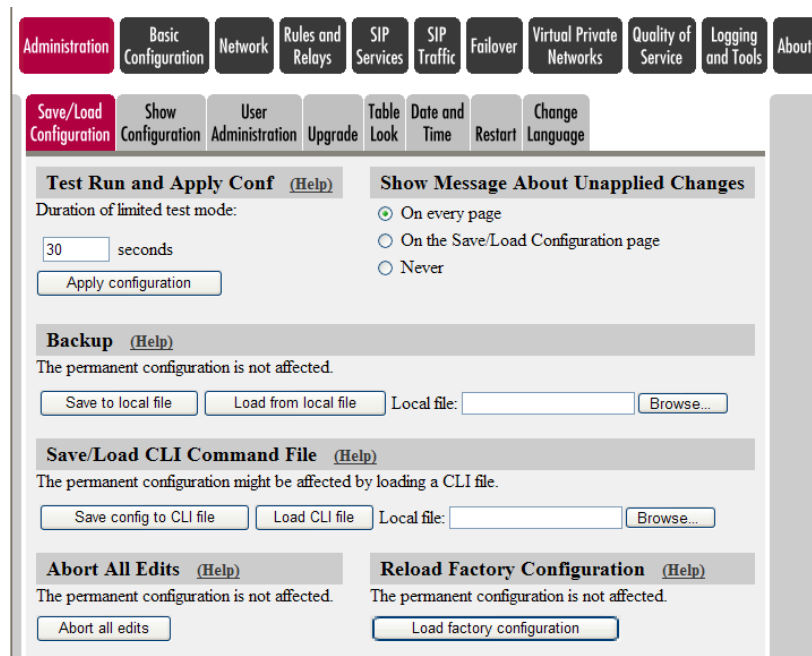 Administration
Basic Configuration
Network
Rules and Relays
SIP Services
SIP Traffic
Failover
Virtual Private Networks
Quality of Service
Logging and Tools
About
Save/Load Configuration
Show Configuration
User Administration
Upgrade
Table Look
Date and Time
Restart
Change Language
Test Run and Apply Conf (Help)
Duration of limited test mode:
30 seconds
Apply configuration
Show Message About Unapplied Changes
On every page
On the Save/Load Configuration page
Never
Backup (Help)
The permanent configuration is not affected.
Save to local file Load from local file Local file: Browse...
Save/Load CLI Command File (Help)
The permanent configuration might be affected by loading a CLI file.
Save config to CLI file Load CLI file Local file: Browse...
Abort All Edits (Help)
The permanent configuration is not affected.
Abort all edits
Reload Factory Configuration (Help)
The permanent configuration is not affected.
Load factory configuration